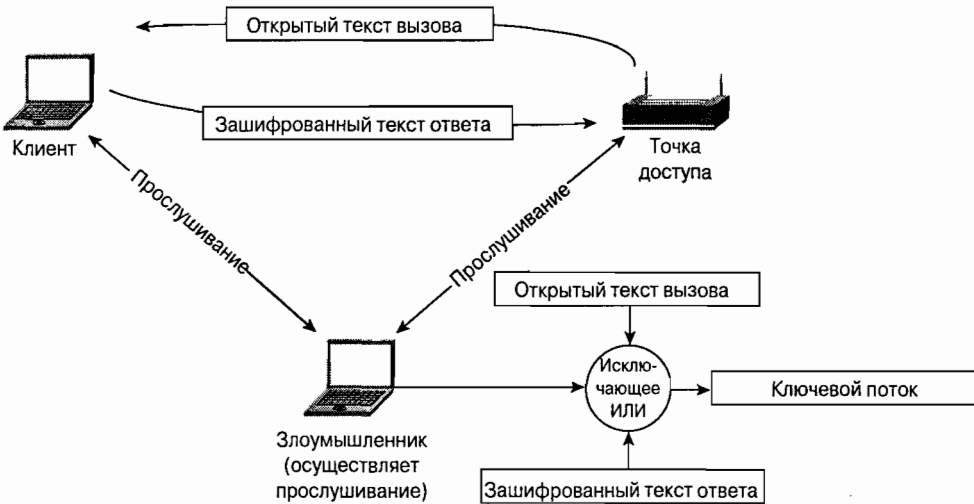 Открытый текст вызова
Зашифрованный текст ответа
Клиент
Точка
доступа
Прослушивание
Прослушивание
Открытый текст вызова
Исклю-
чающее
ИЛИ
Ключевой поток
Злоумышленник
(осуществляет
прослушивание)
Зашифрованный текст ответа